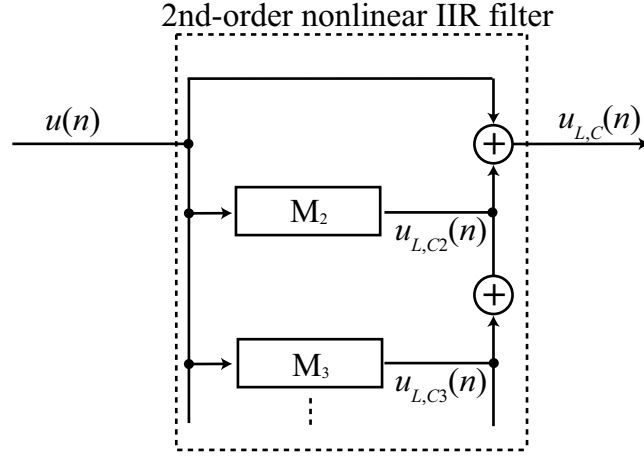 2nd-order nonlinear IIR filter
u(n)
u_{L,C}(n)
+
M₂
u_{L,C2}(n)
+
M₃
u_{L,C3}(n)